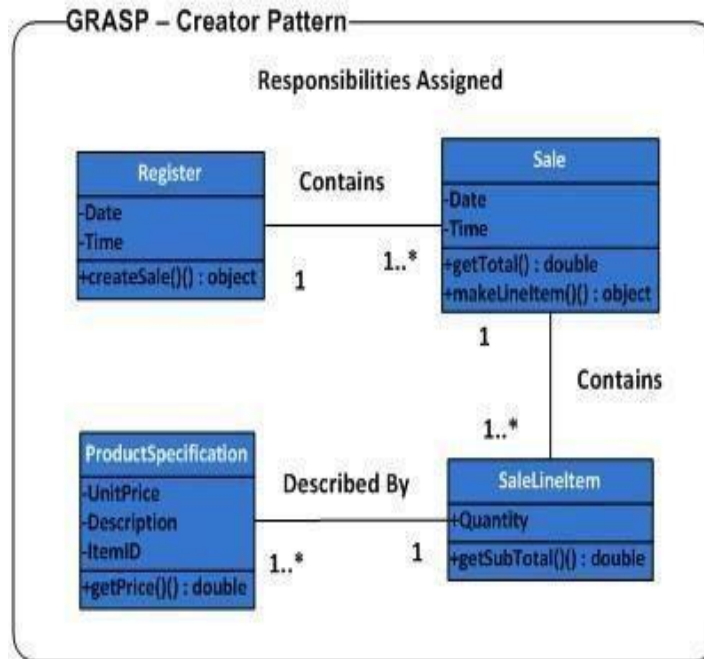 GRASP – Creator Pattern
Responsibilities Assigned
Register
-Date
-Time
+createSale()() : object
Contains
1
1..*
Sale
-Date
-Time
+getTotal() : double
+makeLineItem()() : object
1
Contains
1..*
ProductSpecification
-UnitPrice
-Description
-ItemID
+getPrice()() : double
Described By
1..*
1
SaleLineItem
+Quantity
+getSubTotal()() : double